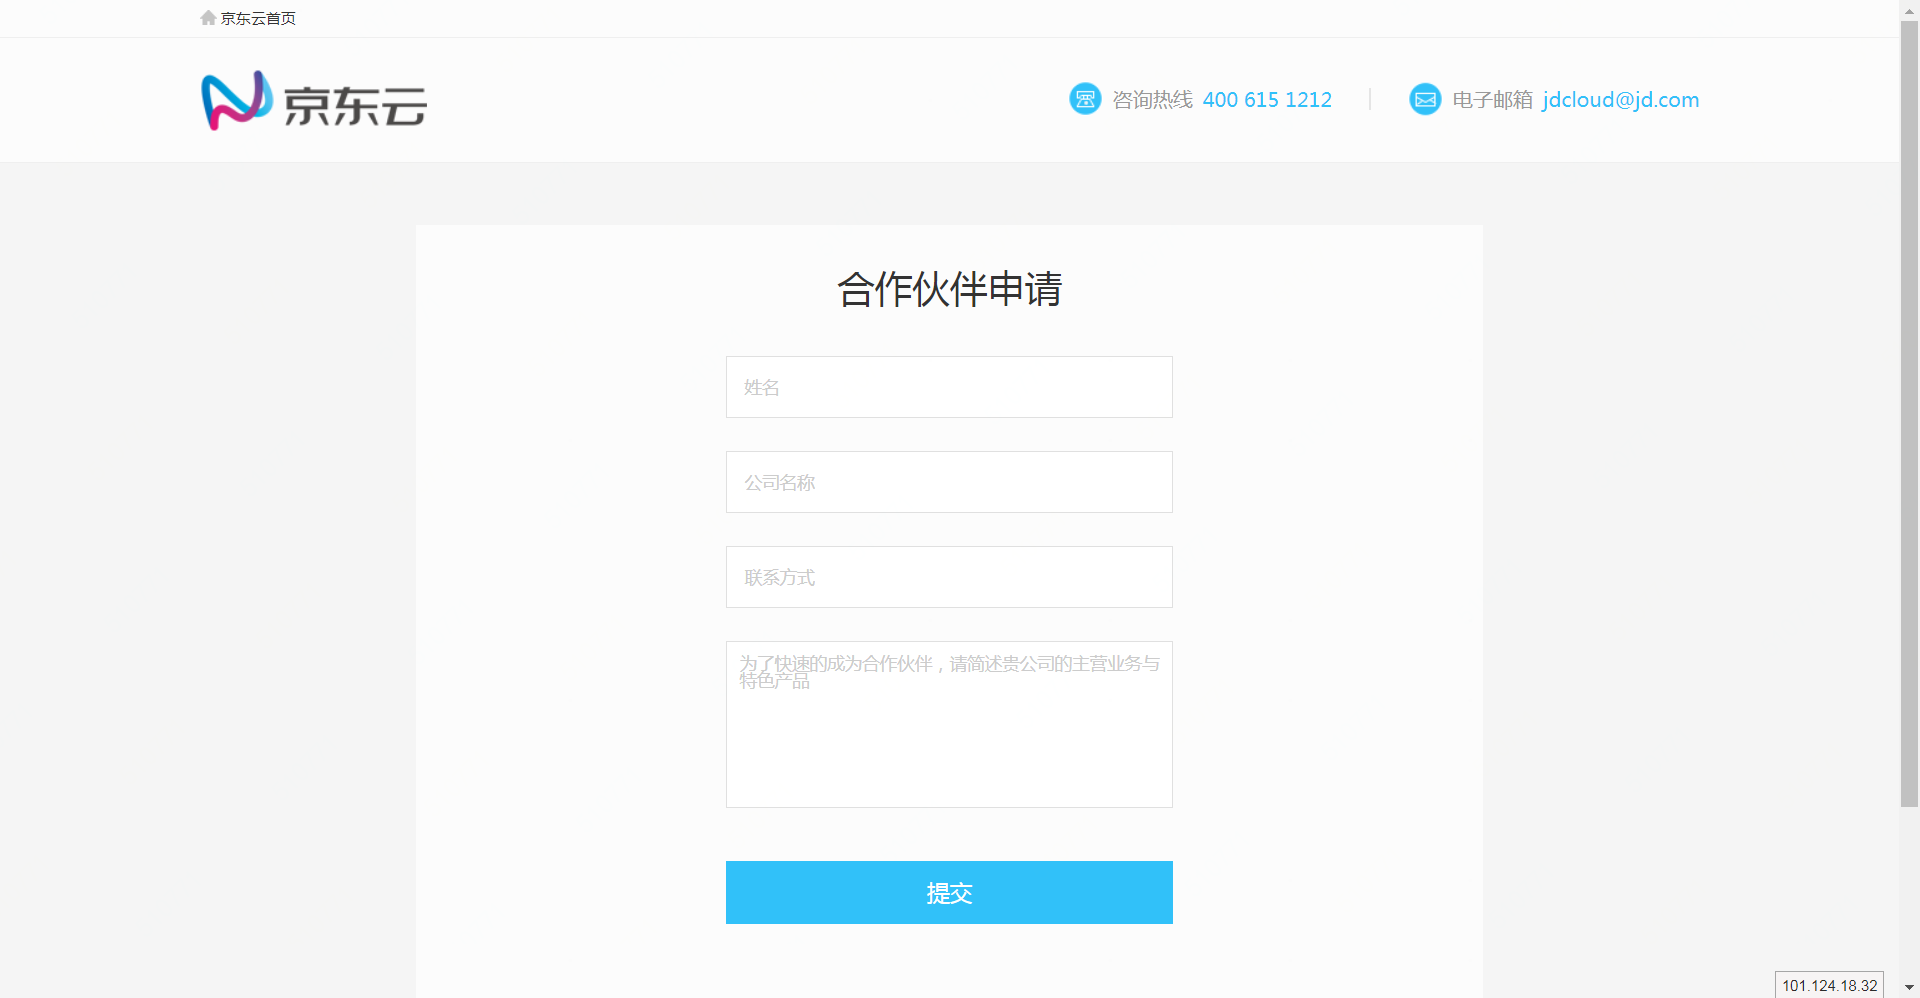 京东云首页
京东云
咨询热线 400 615 1212
电子邮箱 jdcloud@jd.com
合作伙伴申请
姓名
公司名称
联系方式
为了快速的成为合作伙伴，请简述贵公司的主营业务与
特色产品
提交
101.124.18.32